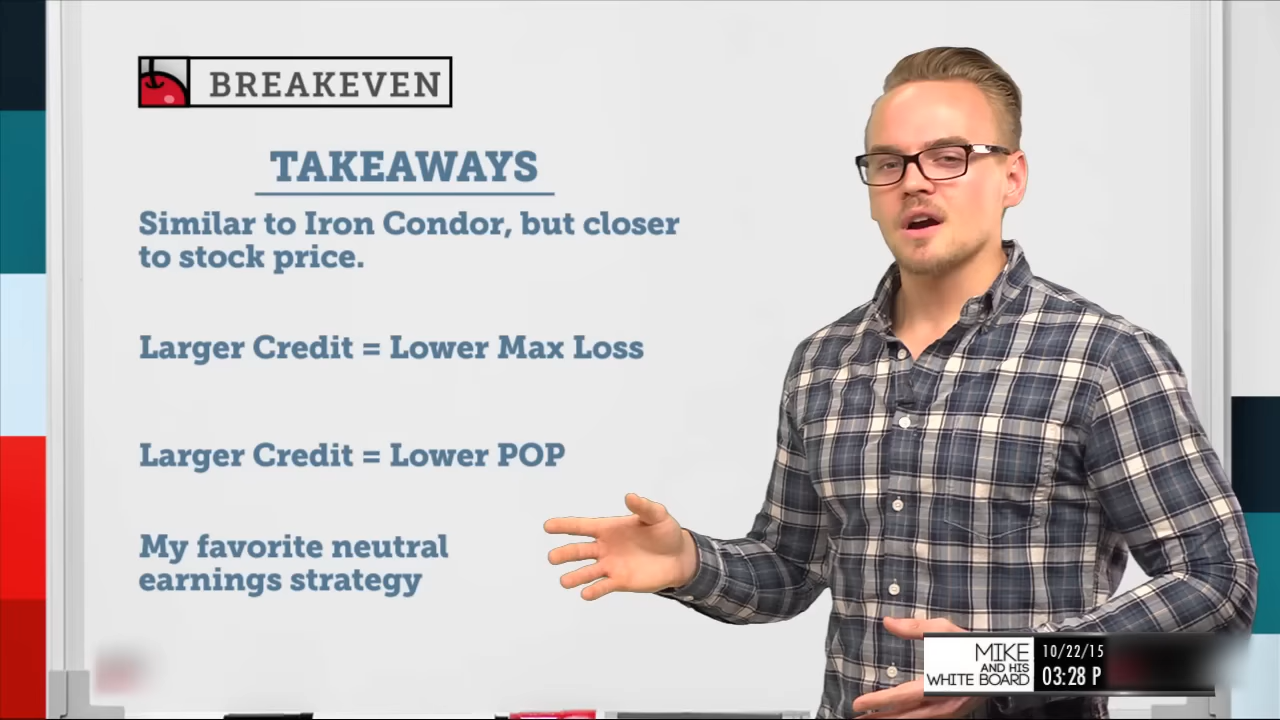 BREAKEVEN
TAKEAWAYS
Similar to Iron Condor, but closer
to stock price.
Larger Credit = Lower Max Loss
Larger Credit = Lower POP
My favorite neutral
earnings strategy
MIKE
AND HIS
WHITE BOARD
10/22/15
03:28 P